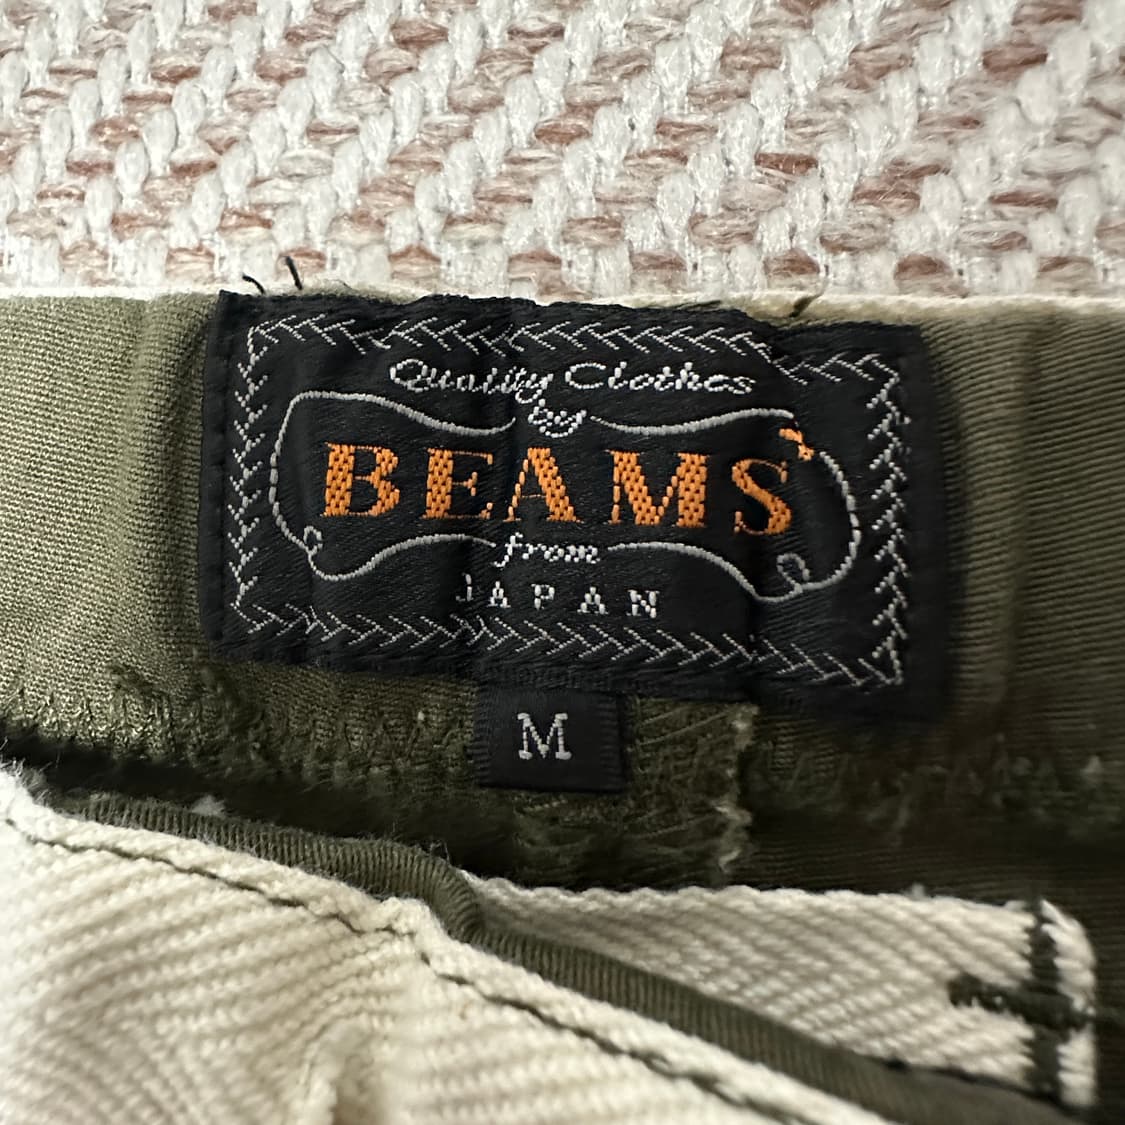 Quality Clothes
by
BEAMS'
from
JAPAN
M